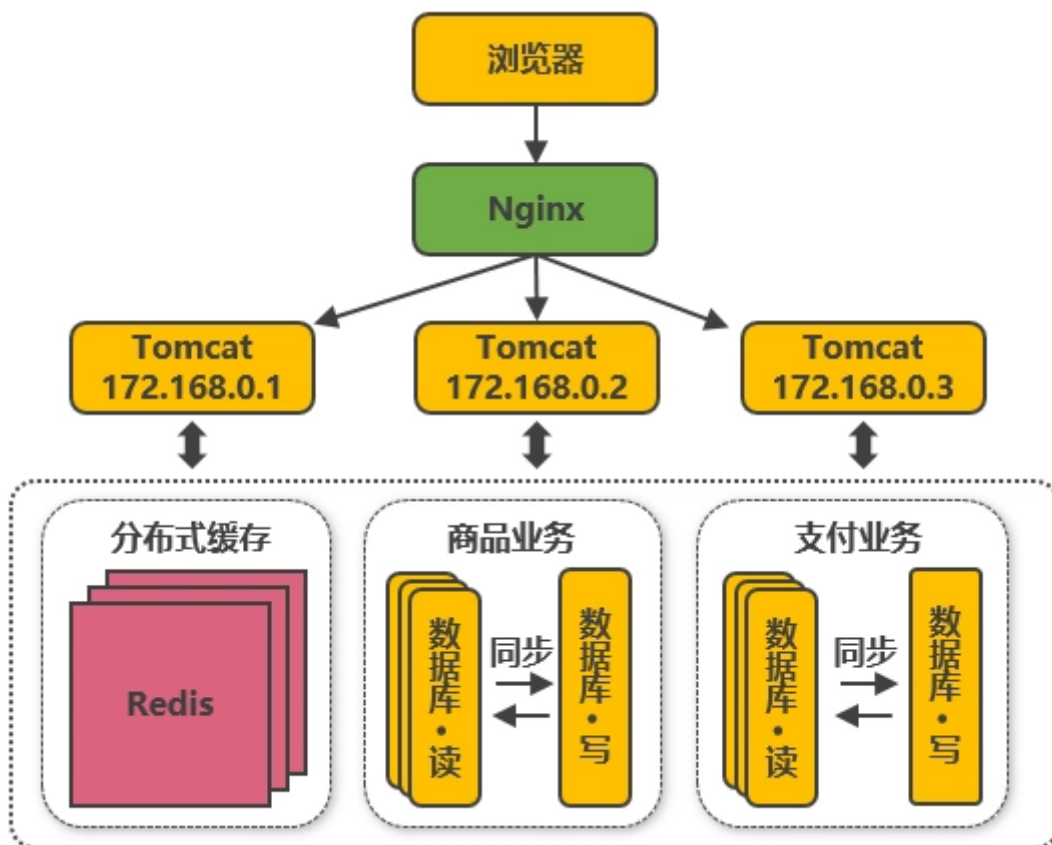 浏览器
Nginx
Tomcat
172.168.0.1
Tomcat
172.168.0.2
Tomcat
172.168.0.3
分布式缓存
Redis
商品业务
数据库·读
同步
数据库·写
支付业务
数据库·读
同步
数据库·写